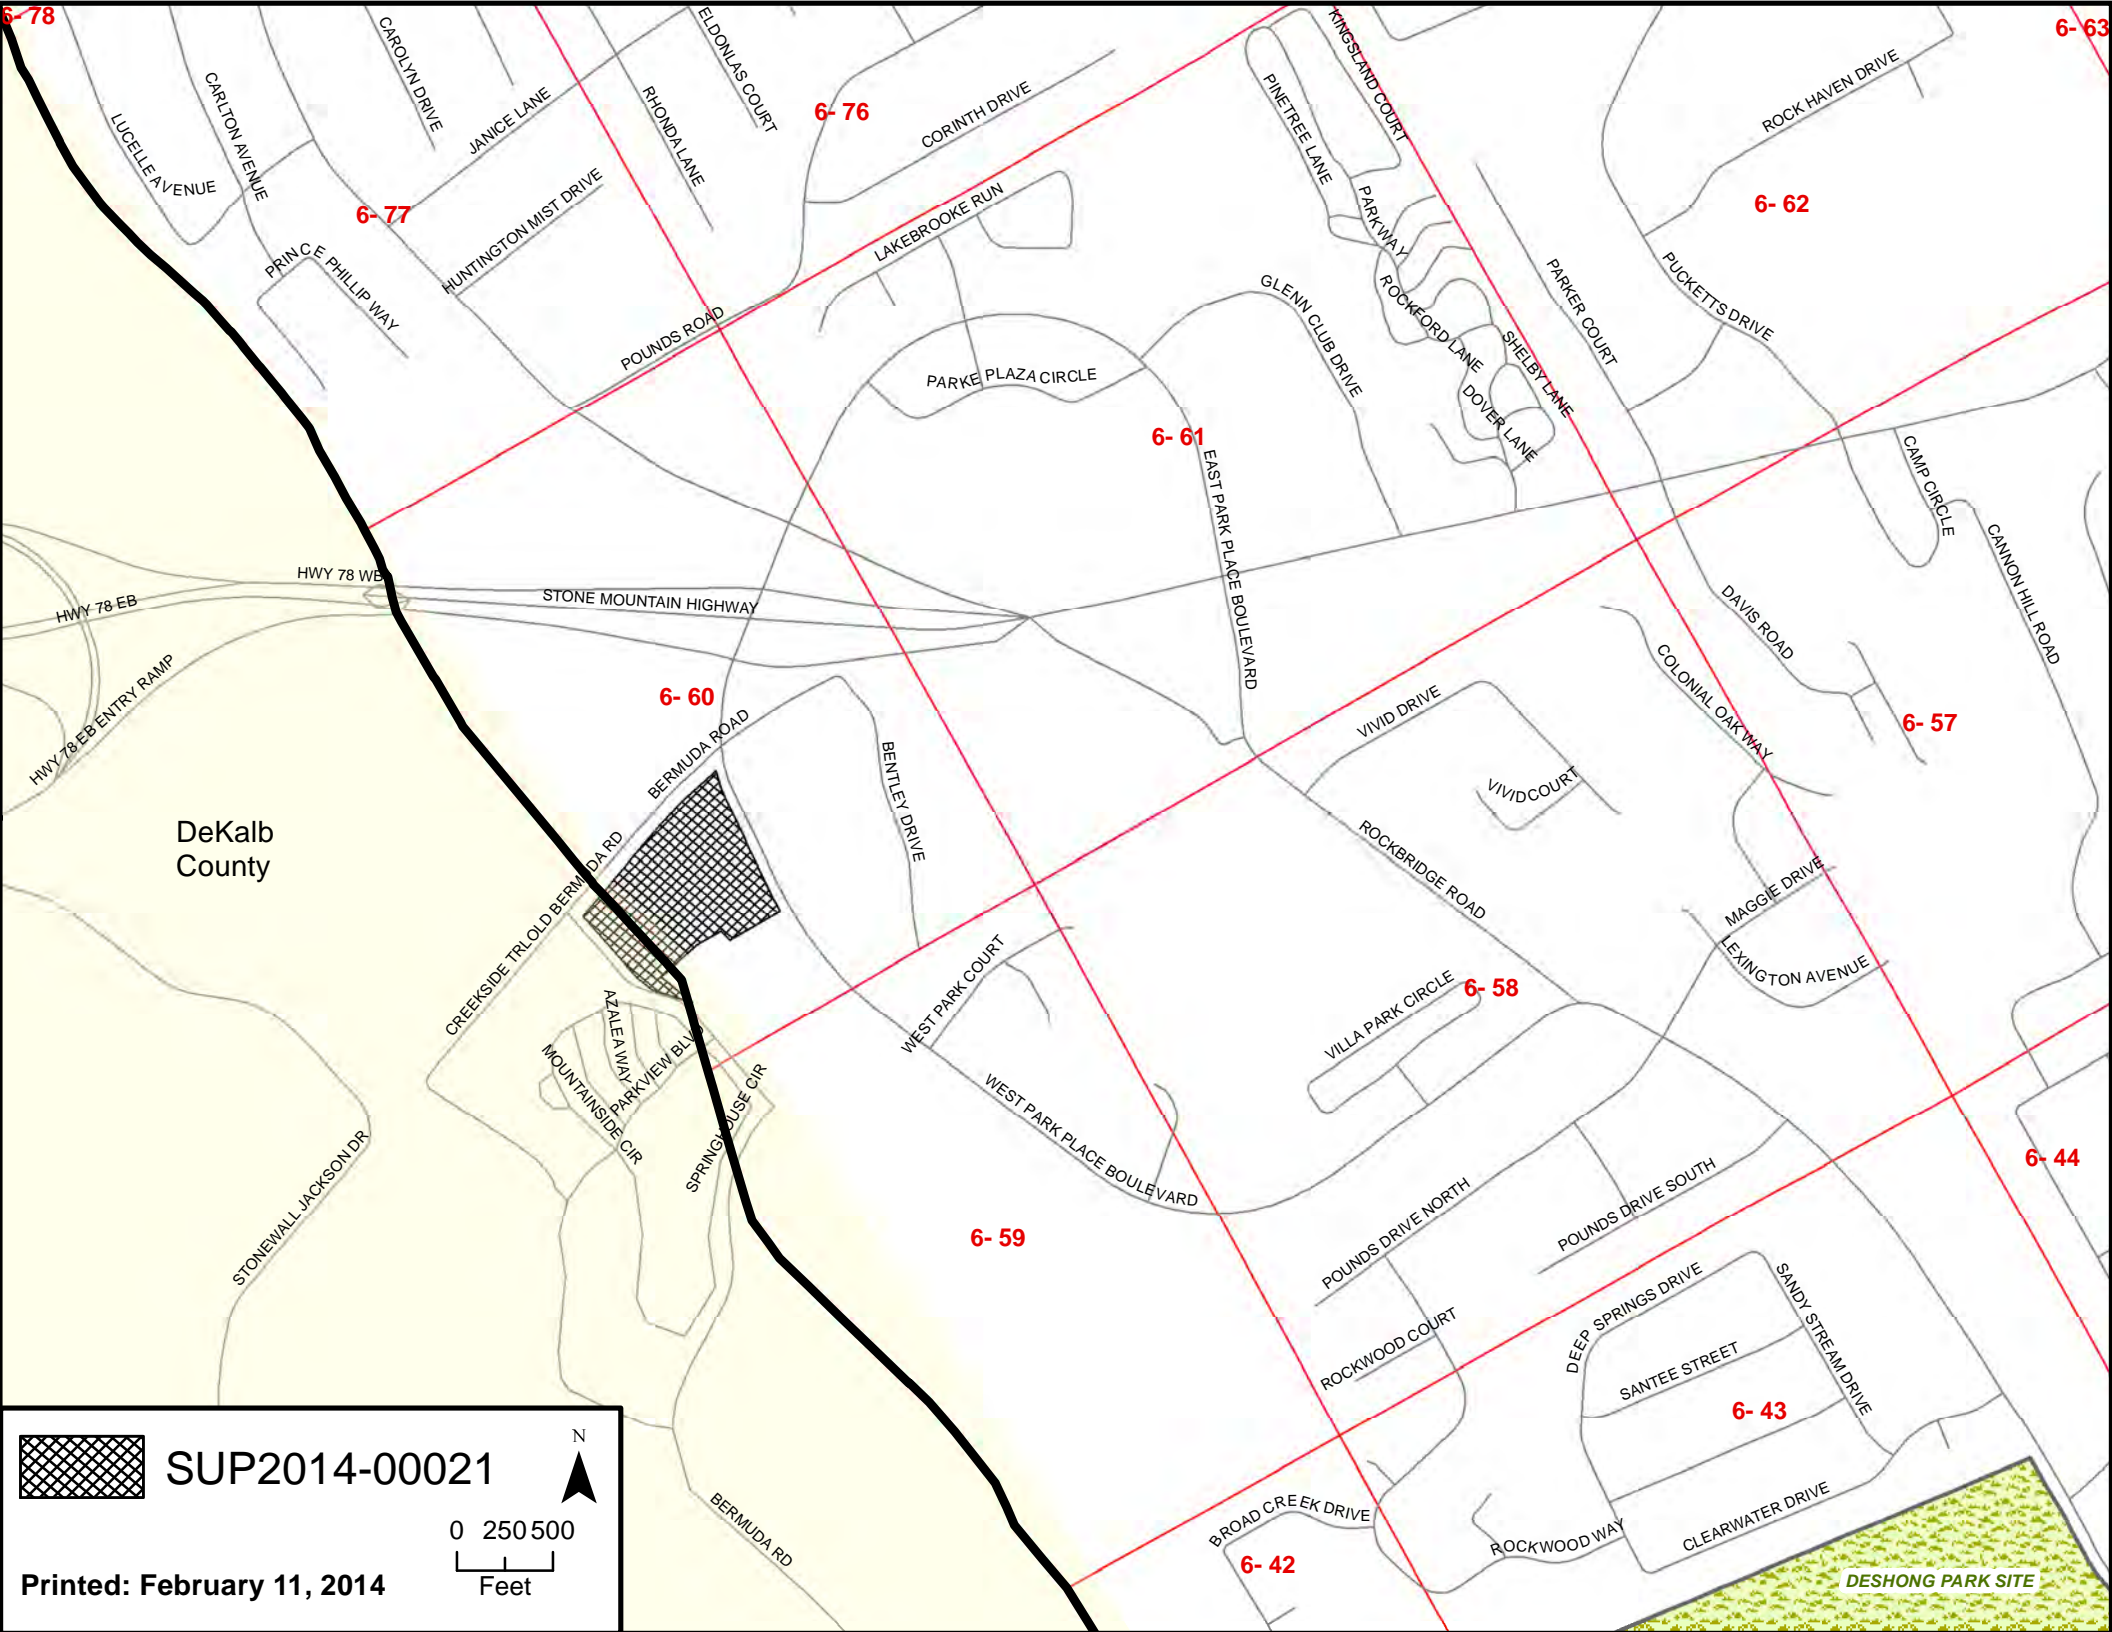 6- 78
6- 63
CAROLYN DRIVE
ELDONLAS COURT
KINGSLAND COURT
CARLTON AVENUE
JANICE LANE
RHONDA LANE
6- 76
CORINTH DRIVE
PINETREE LANE
ROCK HAVEN DRIVE
LUCELLE AVENUE
6- 77
HUNTINGTON MIST DRIVE
LAKEBROOKE RUN
PARKWAY
6- 62
PRINCE PHILLIP WAY
POUNDS ROAD
GLENN CLUB DRIVE
ROCKFORD LANE
PARKER COURT
PUCKETTS DRIVE
PARKE PLAZA CIRCLE
SHELBY LANE
DOVER LANE
6- 61
EAST PARK PLACE BOULEVARD
CAMP CIRCLE
CANNON HILL ROAD
HWY 78 WB
HWY 78 EB
STONE MOUNTAIN HIGHWAY
DAVIS ROAD
COLONIAL OAK WAY
HWY 78 EB ENTRY RAMP
6- 60
BERMUDA ROAD
VIVID DRIVE
6- 57
BENTLEY DRIVE
VIVID COURT
DeKalb
County
ROCKBRIDGE ROAD
CREEKSIDE TRL
OLD BERMUDA RD
MAGGIE DRIVE
LEXINGTON AVENUE
WEST PARK COURT
VILLA PARK CIRCLE
6- 58
AZALEA WAY
PARKVIEW BLVD
MOUNTAINSIDE CIR
SPRINGHOUSE CIR
WEST PARK PLACE BOULEVARD
STONEWALL JACKSON DR
6- 44
POUNDS DRIVE NORTH
POUNDS DRIVE SOUTH
6- 59
DEEP SPRINGS DRIVE
SANDY STREAM DRIVE
ROCKWOOD COURT
SANTEE STREET
6- 43
SUP2014-00021
N
0 250 500
Feet
Printed: February 11, 2014
BERMUDA RD
BROAD CREEK DRIVE
ROCKWOOD WAY
CLEARWATER DRIVE
6- 42
DESHONG PARK SITE